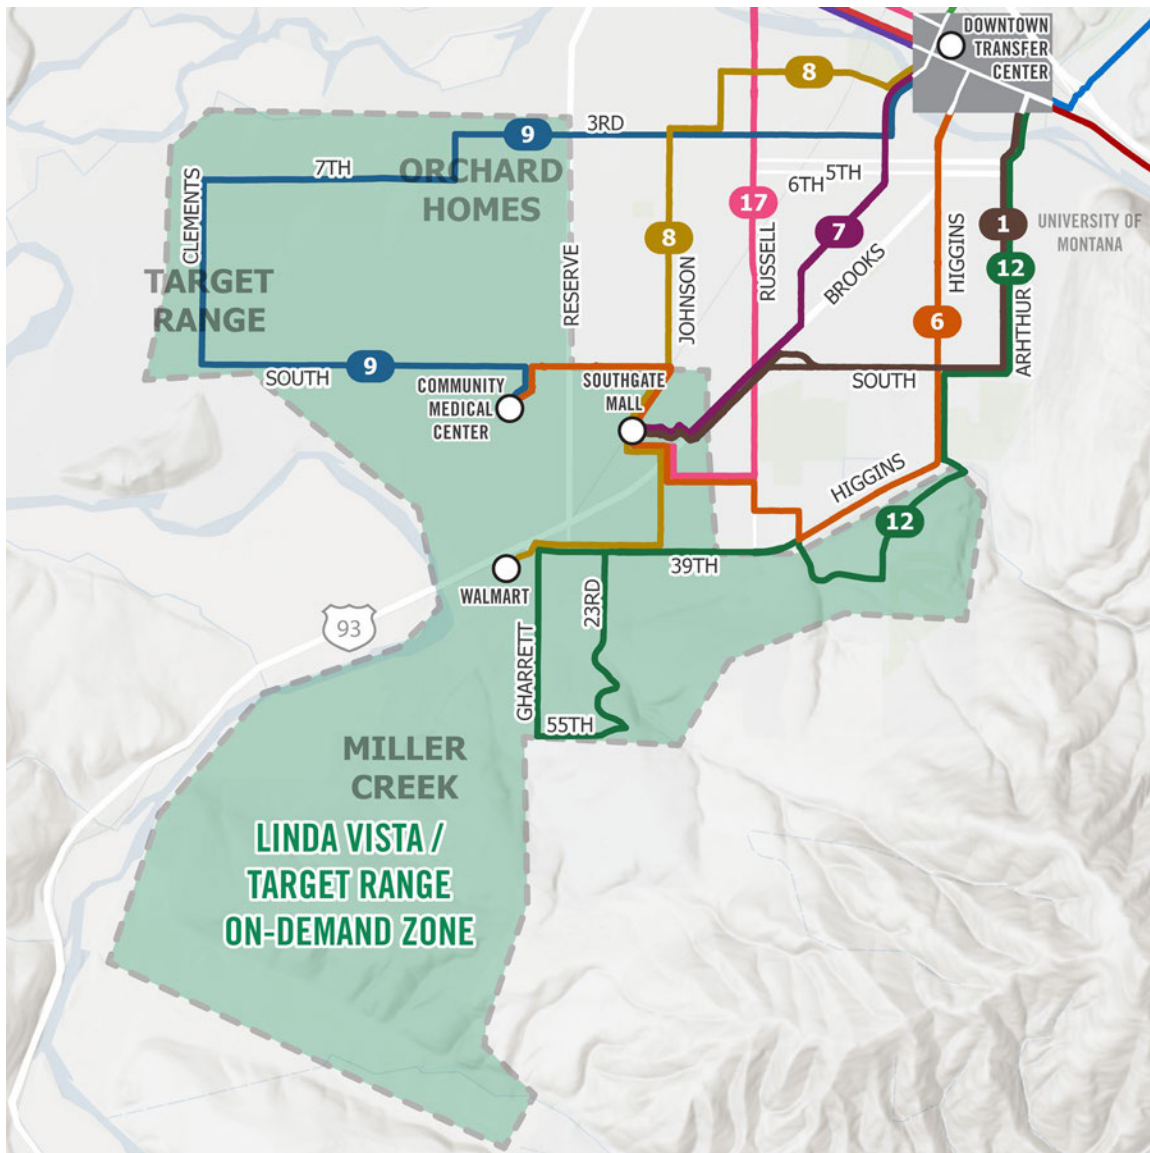 DOWNTOWN
TRANSFER
CENTER
8
3RD
9
7TH
ORCHARD
HOMES
5TH
6TH
CLEMENTS
17
7
1
UNIVERSITY OF
MONTANA
8
12
TARGET
RANGE
RESERVE
JOHNSON
RUSSELL
BROOKS
HIGGINS
ARHTHUR
6
9
SOUTH
COMMUNITY
MEDICAL
CENTER
SOUTHGATE
MALL
SOUTH
HIGGINS
12
39TH
WALMART
23RD
93
GHARRETT
55TH
MILLER
CREEK
LINDA VISTA /
TARGET RANGE
ON-DEMAND ZONE